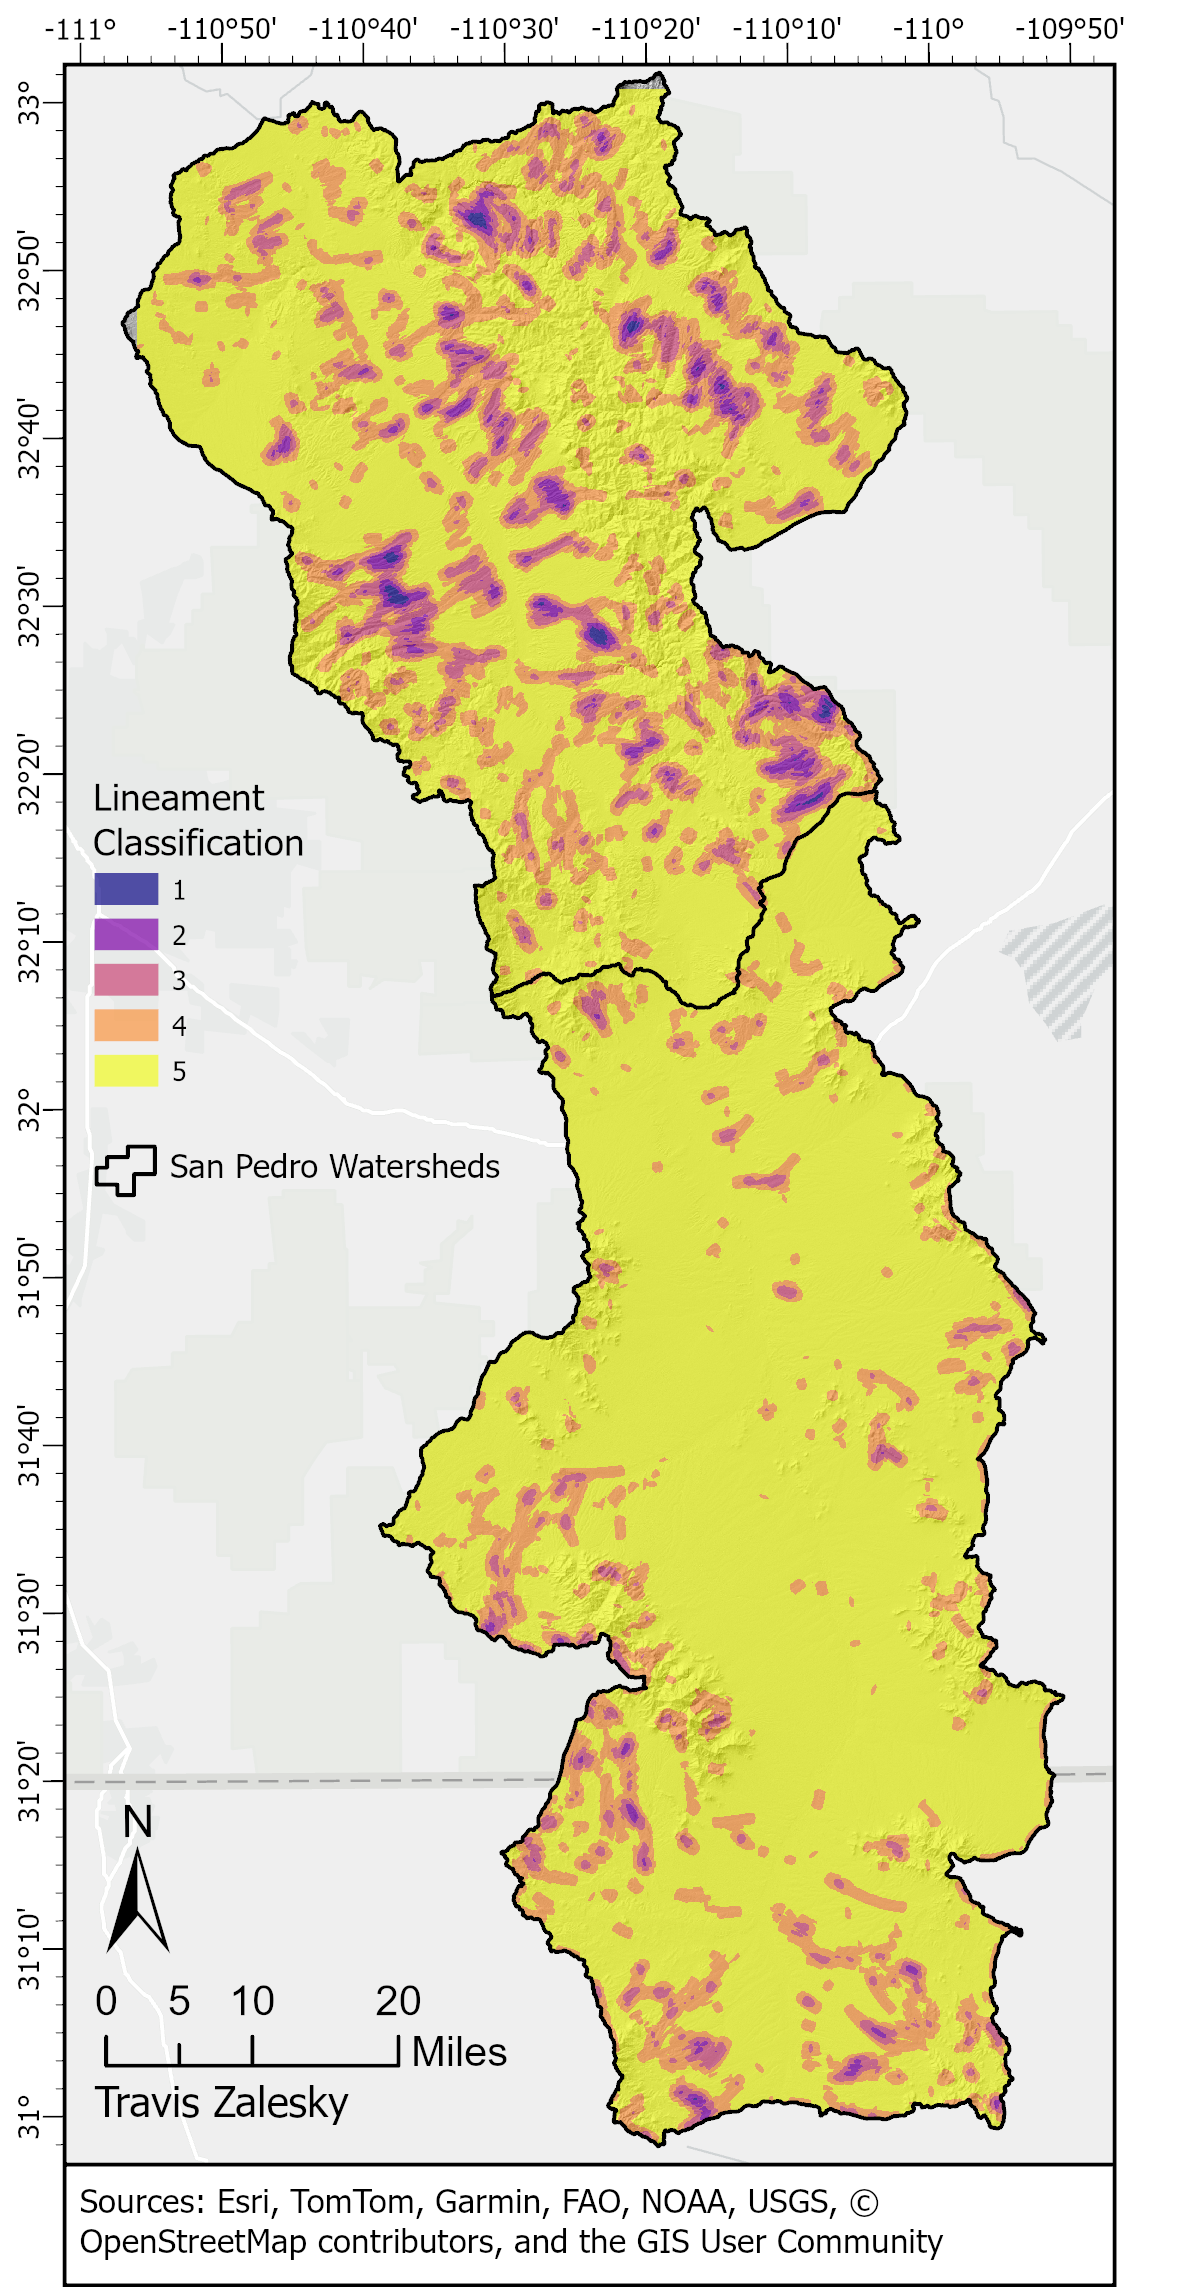 -111° -110°50' -110°40' -110°30' -110°20' -110°10' -110° -109°50'
33°
32°50'
32°40'
32°30'
32°20'
32°10'
32°
31°50'
31°40'
31°30'
31°20'
31°10'
31°
Lineament
Classification
1
2
3
4
5
San Pedro Watersheds
N
0 5 10 20
Miles
Travis Zalesky
Sources: Esri, TomTom, Garmin, FAO, NOAA, USGS, ©
OpenStreetMap contributors, and the GIS User Community